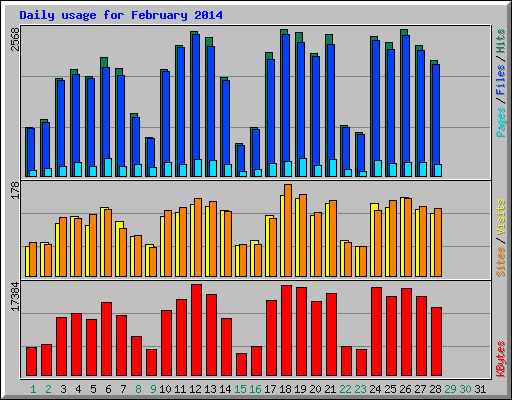 Daily usage for February 2014
2568
Pages / Files / Hits
178
Sites / Visits
17384
KBytes
1 2 3 4 5 6 7 8 9 10 11 12 13 14 15 16 17 18 19 20 21 22 23 24 25 26 27 28 29 30 31